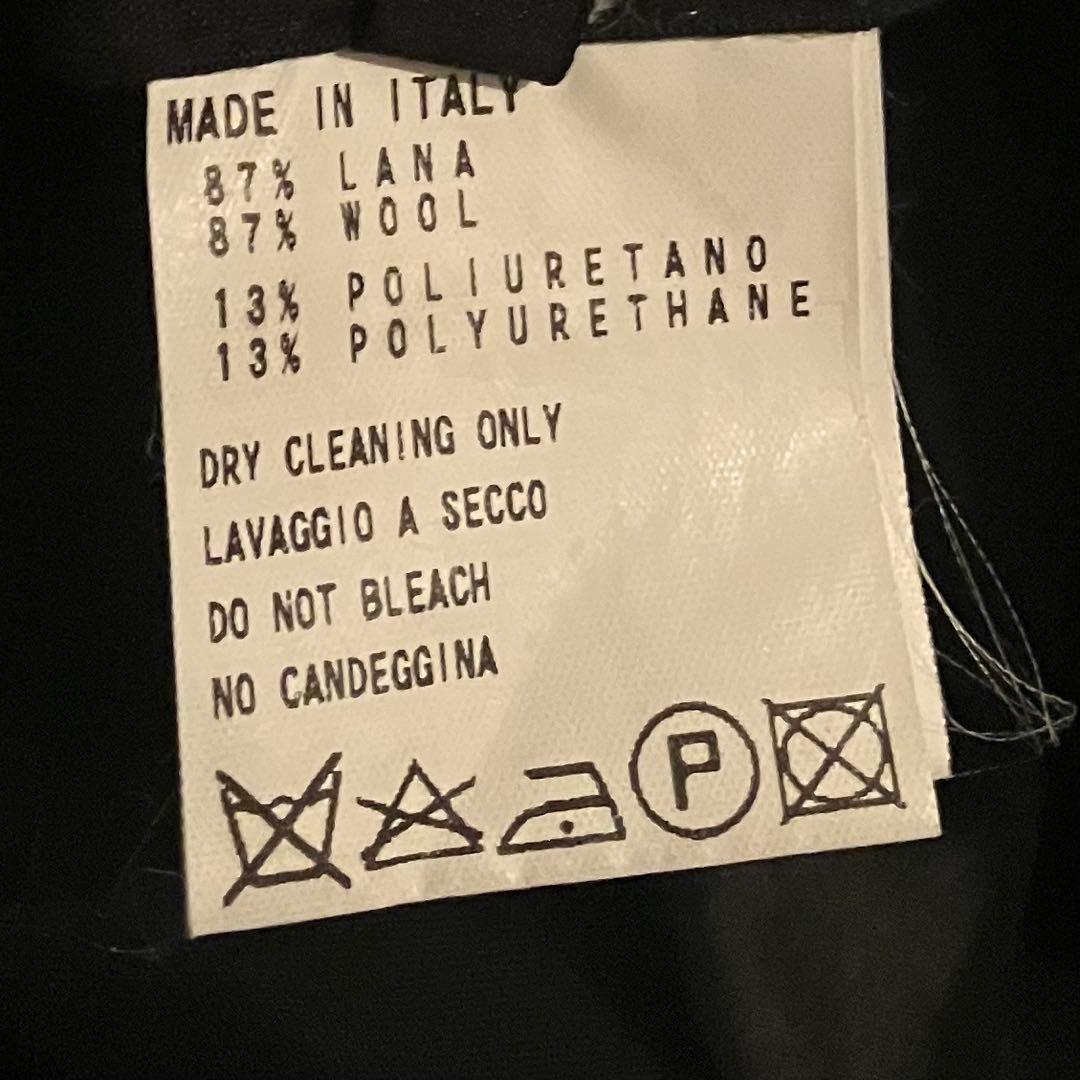 MADE IN ITALY
87% LANA
87% WOOL
13% POLIURETANO
13% POLYURETHANE
DRY CLEANING ONLY
LAVAGGIO A SECCO
DO NOT BLEACH
NO CANDEGGINA
P